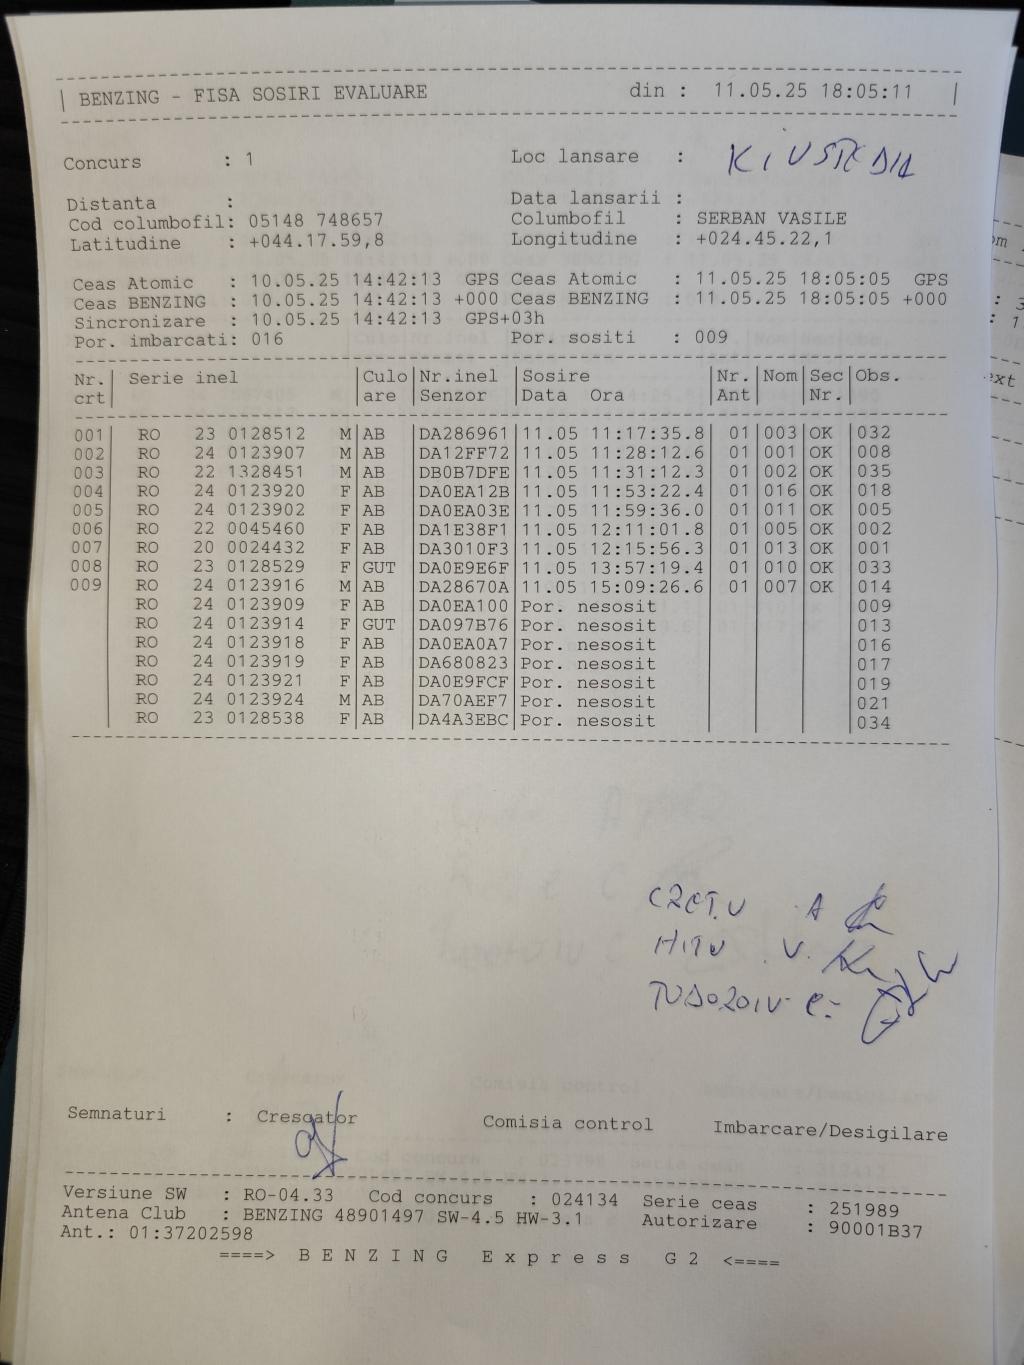 BENZING - FISA SOSIRI EVALUARE din : 11.05.25 18:05:11
Concurs : 1 Loc lansare : KIUSTEDIL
Distanta : Data lansarii :
Cod columbofil: 05148 748657 Columbofil : SERBAN VASILE
Latitudine : +044.17.59,8 Longitudine : +024.45.22,1
Ceas Atomic : 10.05.25 14:42:13 GPS Ceas Atomic : 11.05.25 18:05:05 GPS
Ceas BENZING : 10.05.25 14:42:13 +000 Ceas BENZING : 11.05.25 18:05:05 +000
Sincronizare : 10.05.25 14:42:13 GPS+03h
Por. imbarcati: 016 Por. sositi : 009
Nr. Serie inel Culo Nr.inel Sosire Nr. Nom Sec Obs.
crt are Senzor Data Ora Ant Nr.
001 RO 23 0128512 M AB DA286961 11.05 11:17:35.8 01 003 OK 032
002 RO 24 0123907 M AB DA12FF72 11.05 11:28:12.6 01 001 OK 008
003 RO 22 1328451 M AB DB0B7DFE 11.05 11:31:12.3 01 002 OK 035
004 RO 24 0123920 F AB DA0EA12B 11.05 11:53:22.4 01 016 OK 018
005 RO 24 0123902 F AB DA0EA03E 11.05 11:59:36.0 01 011 OK 005
006 RO 22 0045460 F AB DA1E38F1 11.05 12:11:01.8 01 005 OK 002
007 RO 20 0024432 F AB DA3010F3 11.05 12:15:56.3 01 013 OK 001
008 RO 23 0128529 F GUT DA0E9E6F 11.05 13:57:19.4 01 010 OK 033
009 RO 24 0123916 M AB DA28670A 11.05 15:09:26.6 01 007 OK 014
RO 24 0123909 F AB DA0EA100 Por. nesosit 009
RO 24 0123914 F GUT DA097B76 Por. nesosit 013
RO 24 0123918 F AB DA0EA0A7 Por. nesosit 016
RO 24 0123919 F AB DA680823 Por. nesosit 017
RO 24 0123921 F AB DA0E9FCF Por. nesosit 019
RO 24 0123924 M AB DA70AEF7 Por. nesosit 021
RO 23 0128538 F AB DA4A3EBC Por. nesosit 034
CRETU A
MITU V.
TUDOROIU C.
Semnaturi : Crescator Comisia control Imbarcare/Desigilare
Versiune SW : RO-04.33 Cod concurs : 024134 Serie ceas : 251989
Antena Club : BENZING 48901497 SW-4.5 HW-3.1 Autorizare : 90001B37
Ant.: 01:37202598
====> B E N Z I N G E x p r e s s G 2 <====